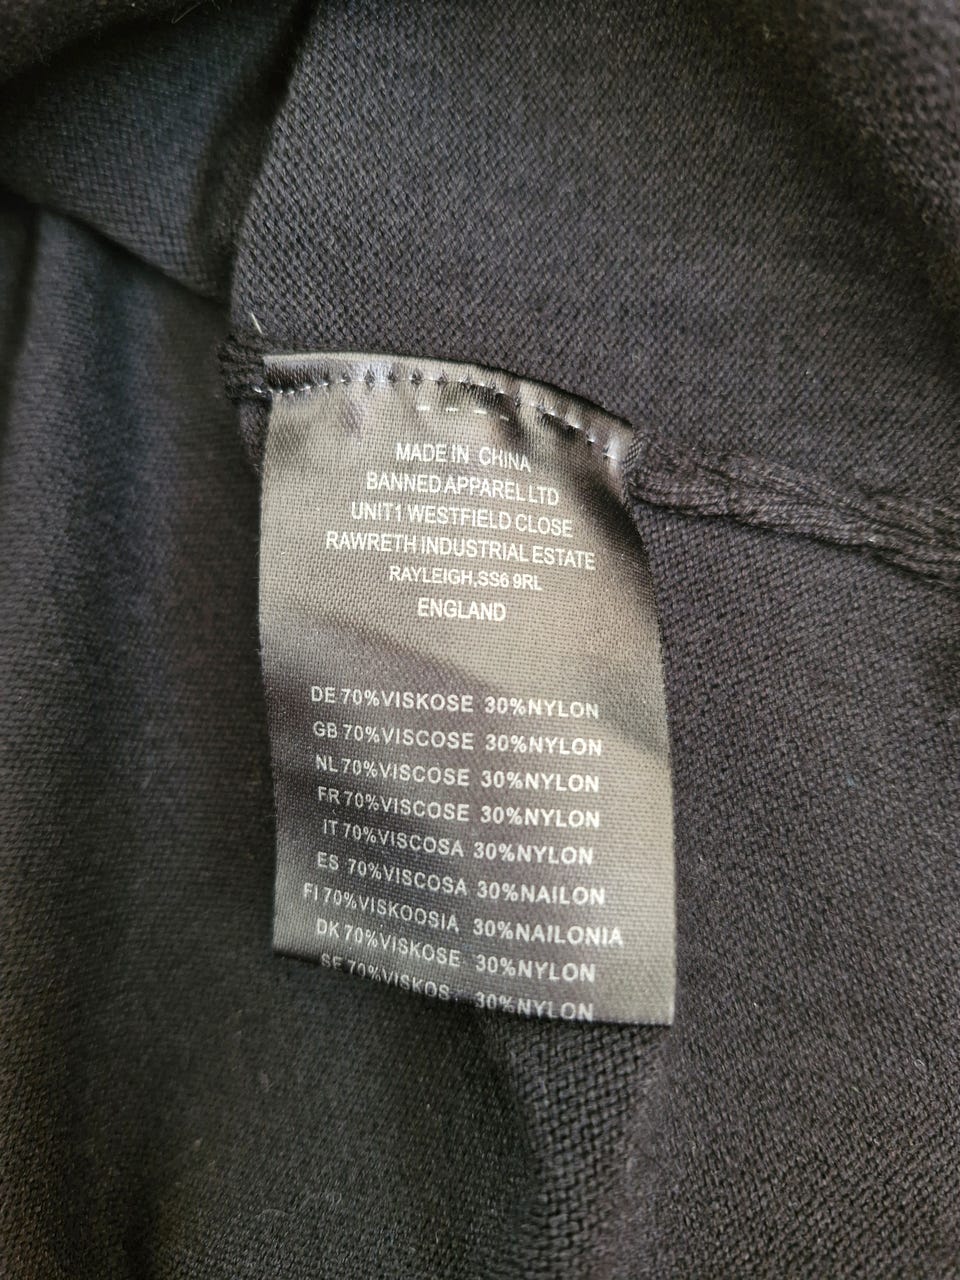 MADE IN CHINA
BANNED APPAREL LTD
UNIT1 WESTFIELD CLOSE
RAWRETH INDUSTRIAL ESTATE
RAYLEIGH,SS6 9RL
ENGLAND
DE 70%VISKOSE 30%NYLON
GB 70%VISCOSE 30%NYLON
NL 70%VISCOSE 30%NYLON
FR 70%VISCOSE 30%NYLON
IT 70%VISCOSA 30%NYLON
ES 70%VISCOSA 30%NAILON
FI 70%VISKOOSIA 30%NAILONIA
DK 70%VISKOSE 30%NYLON
SE 70%VISKOS 30%NYLON